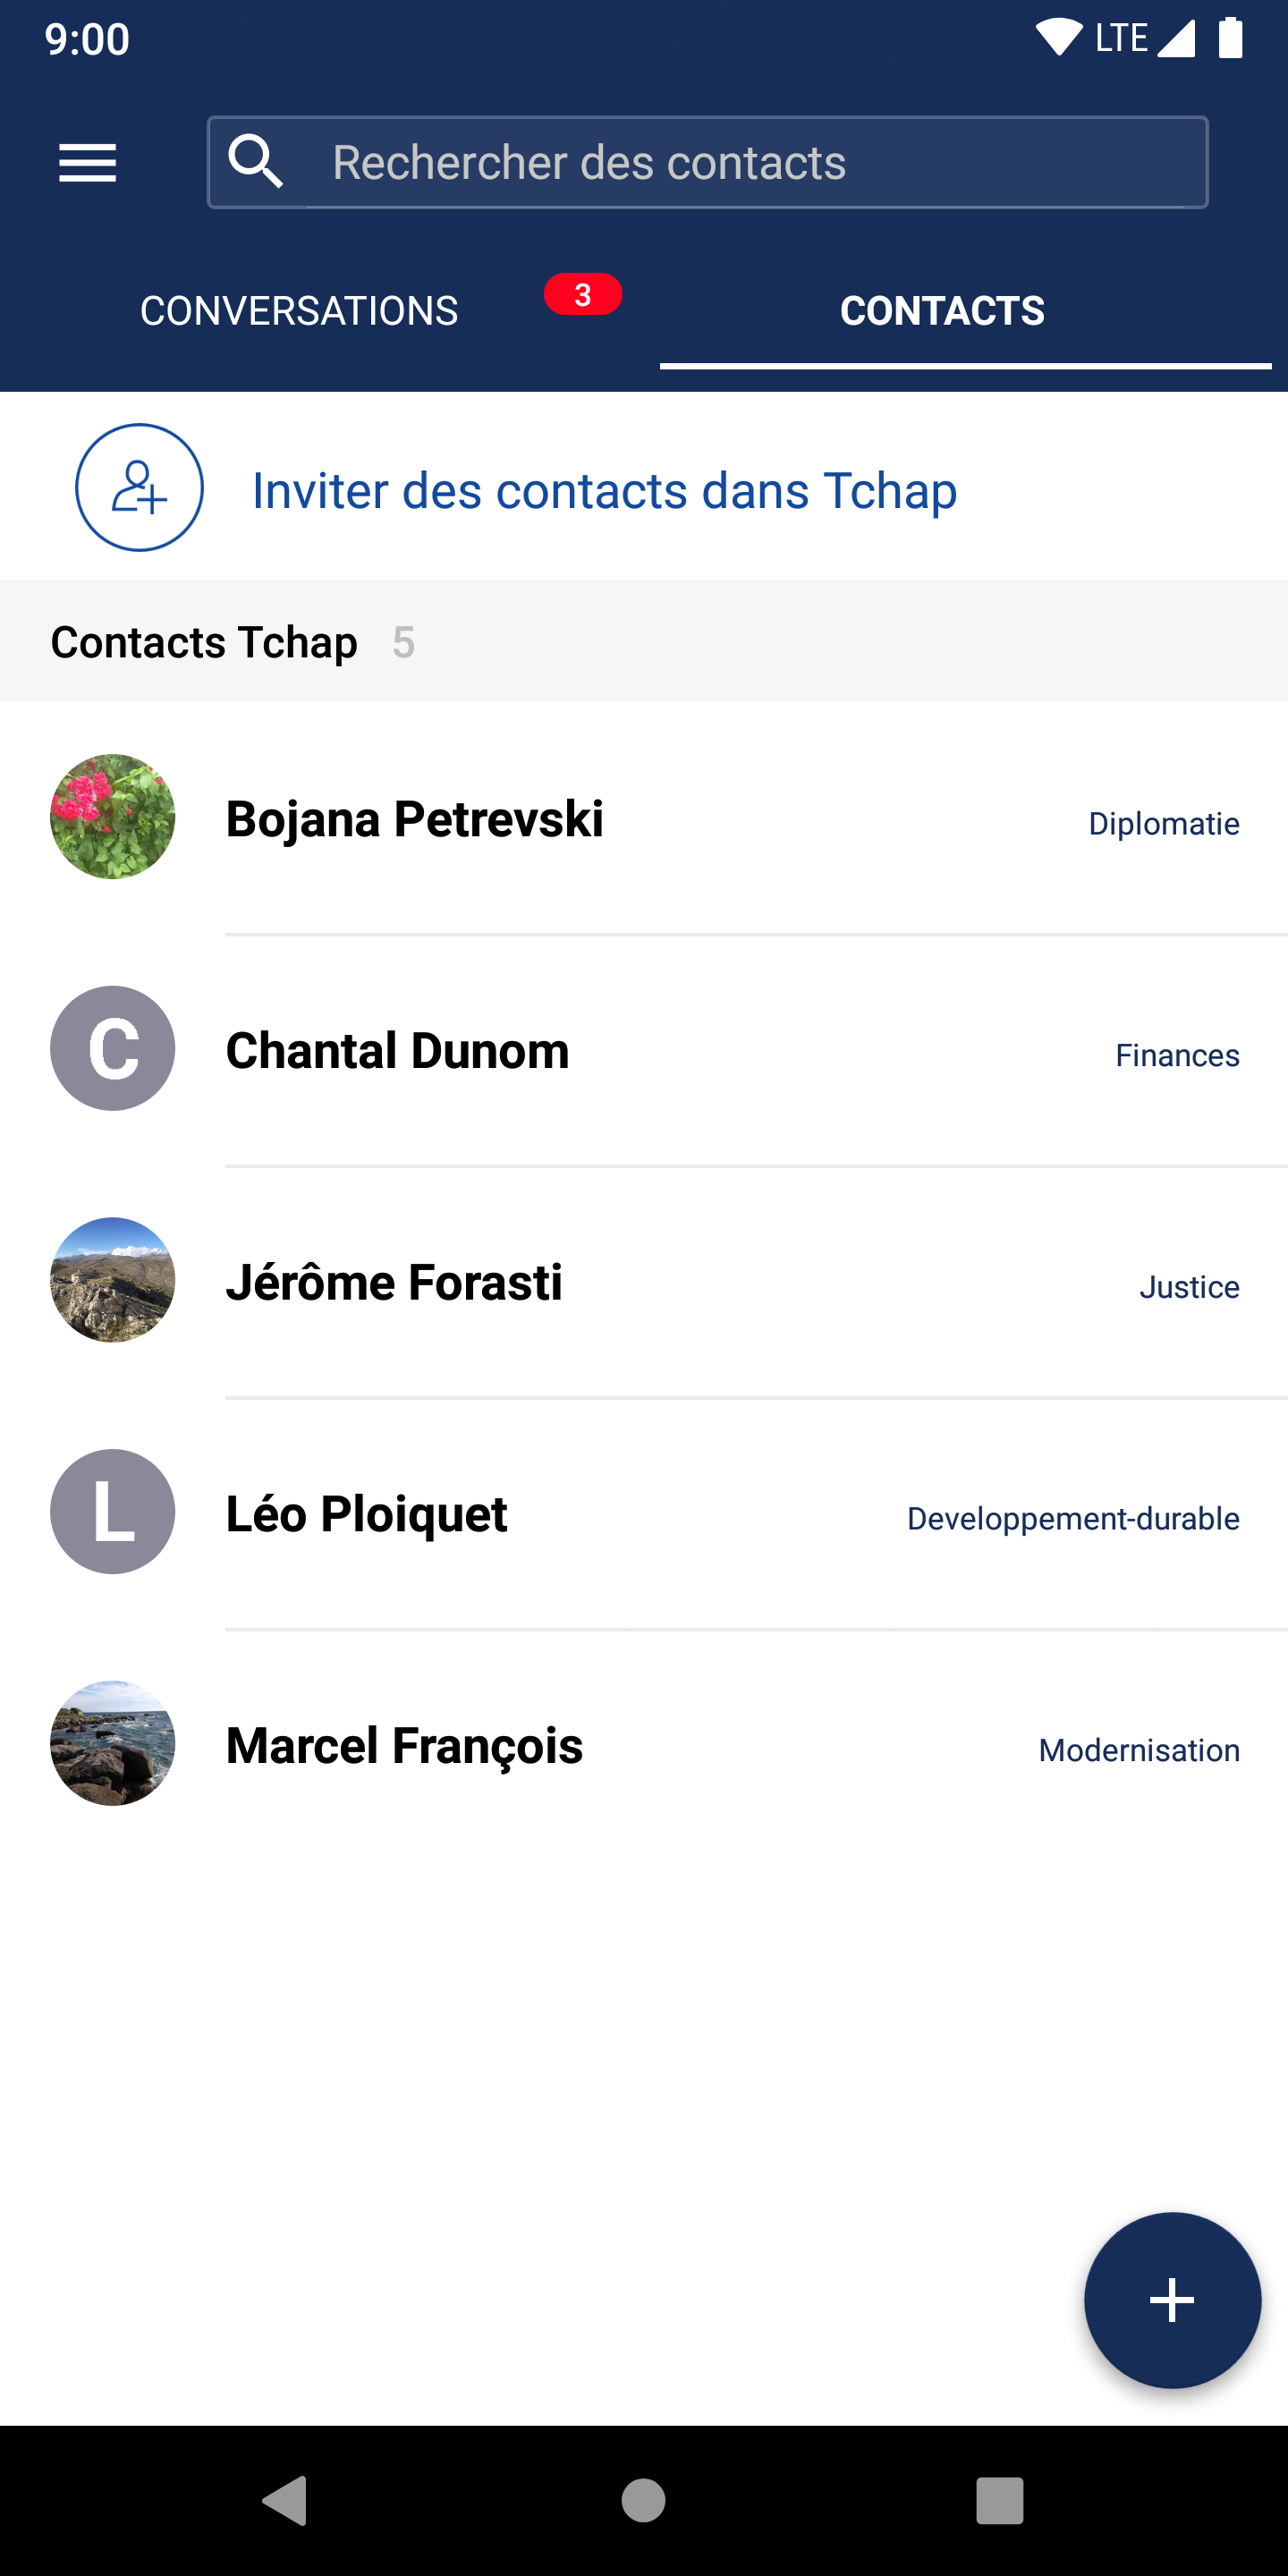 9:00 LTE
Rechercher des contacts
CONVERSATIONS 3 CONTACTS
Inviter des contacts dans Tchap
Contacts Tchap 5
Bojana Petrevski Diplomatie
C Chantal Dunom Finances
Jérôme Forasti Justice
L Léo Ploiquet Developpement-durable
Marcel François Modernisation